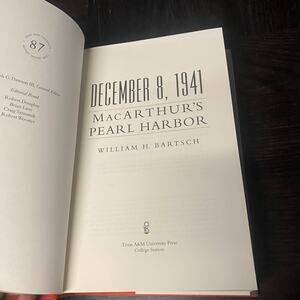 87
Editorial Board
Robert Doughty
Brian Linn
Craig Symonds
Robert Wooster
DECEMBER 8, 1941
MACARTHUR'S
PEARL HARBOR
WILLIAM H. BARTSCH
Texas A&M University Press
College Station